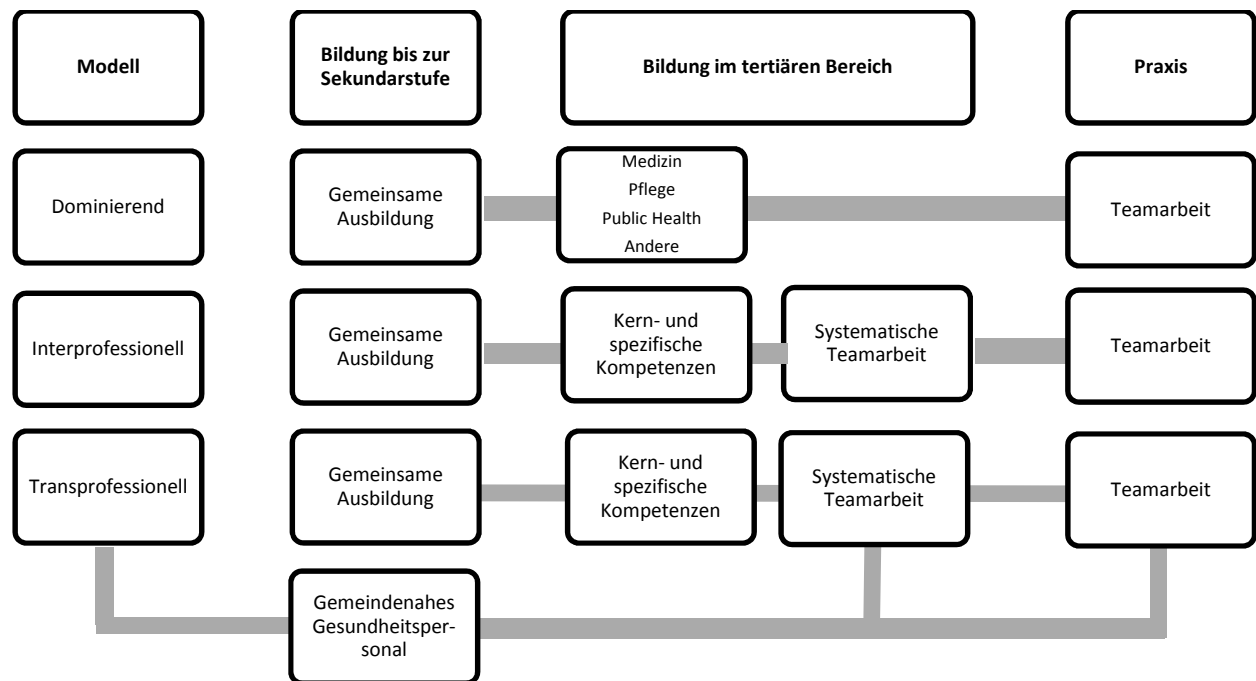 Modell
Bildung bis zur
Sekundarstufe
Bildung im tertiären Bereich
Praxis
Dominierend
Gemeinsame
Ausbildung
Medizin
Pflege
Public Health
Andere
Teamarbeit
Interprofessionell
Gemeinsame
Ausbildung
Kern- und
spezifische
Kompetenzen
Systematische
Teamarbeit
Teamarbeit
Transprofessionell
Gemeinsame
Ausbildung
Kern- und
spezifische
Kompetenzen
Systematische
Teamarbeit
Teamarbeit
Gemeindenahes
Gesundheitsper-
sonal